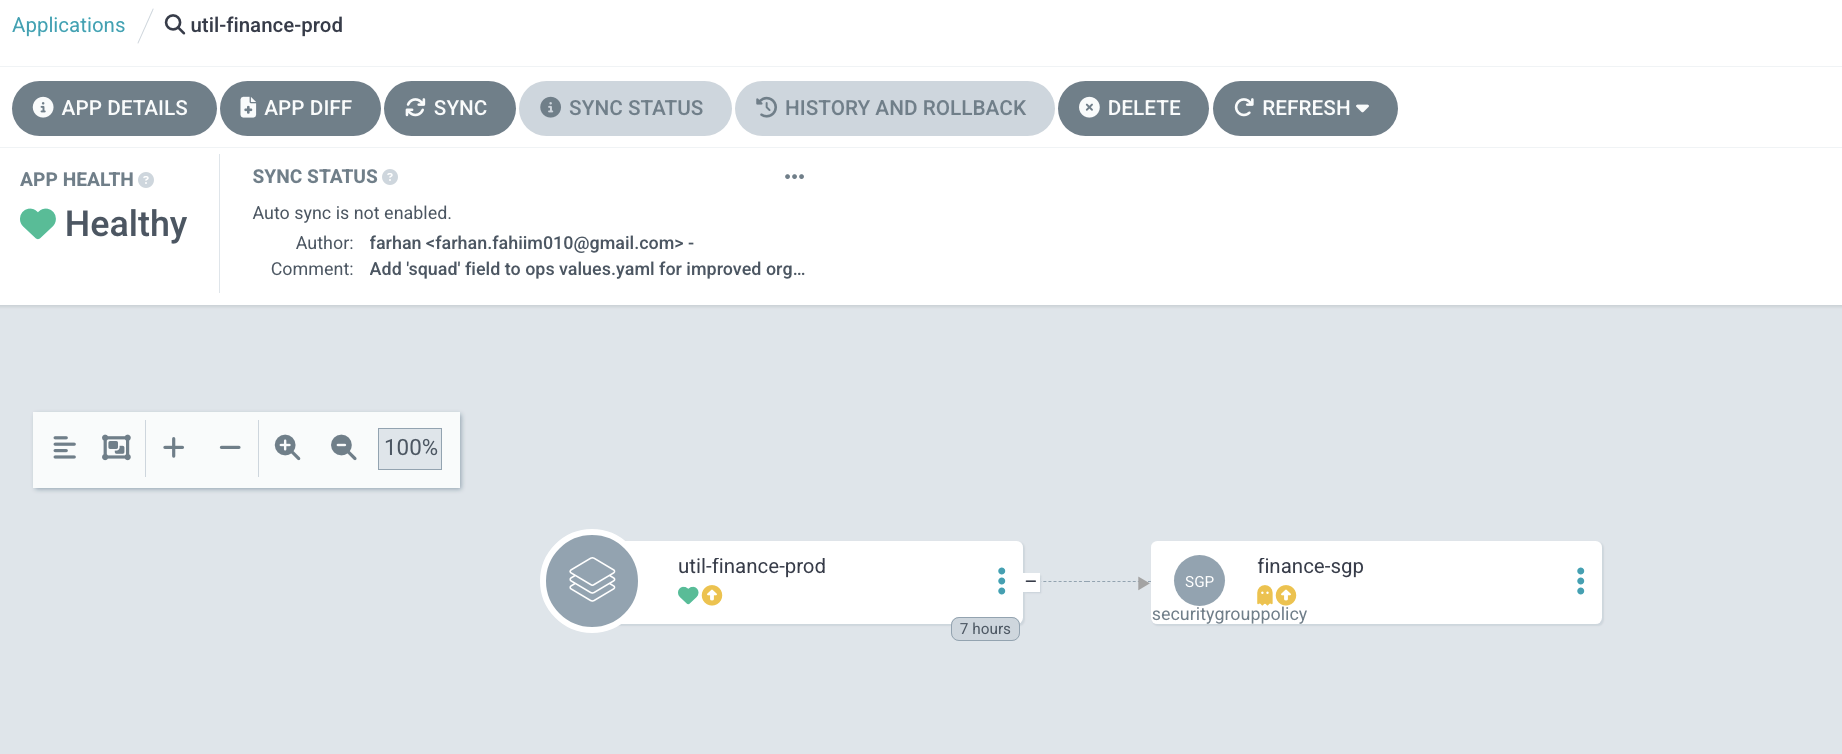 Applications / util-finance-prod
APP DETAILS APP DIFF SYNC SYNC STATUS HISTORY AND ROLLBACK DELETE REFRESH
APP HEALTH ?
Healthy
SYNC STATUS ?
Auto sync is not enabled.
Author: farhan <farhan.fahiim010@gmail.com> -
Comment: Add 'squad' field to ops values.yaml for improved org...
100%
util-finance-prod
7 hours
SGP
finance-sgp
securitygrouppolicy